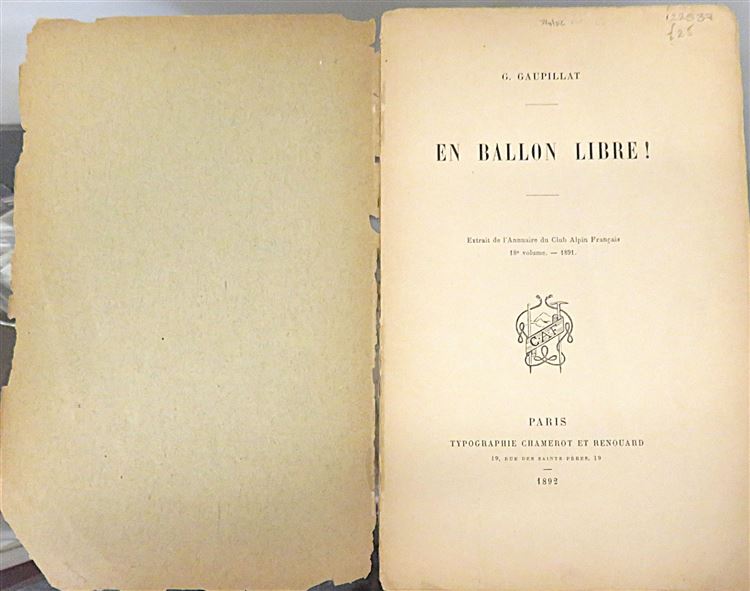 G. GAUPILLAT
EN BALLON LIBRE!
Extrait de l'Annuaire du Club Alpin Français
18e volume. — 1891.
C.A.F.
PARIS
TYPOGRAPHIE CHAMEROT ET RENOUARD
19, RUE DES SAINTS-PÈRES, 19
1892